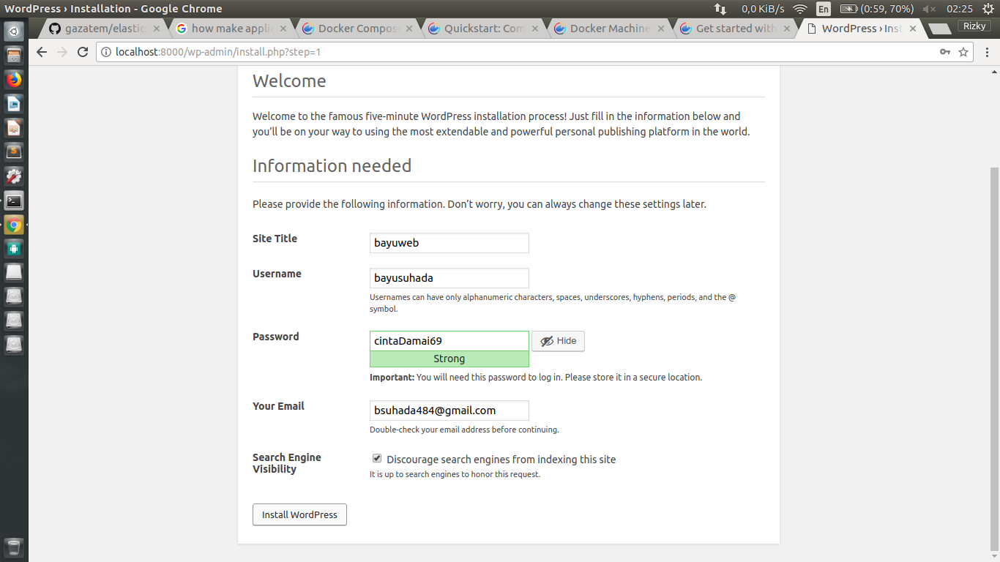 WordPress › Installation - Google Chrome
0,0 KiB/s
En
(0:59, 70%)
02:25
gazatem/elastic
how make applic
Docker Compos
Quickstart: Com
Docker Machine
Get started with
WordPress › Inst
Rizky
localhost:8000/wp-admin/install.php?step=1
Welcome
Welcome to the famous five-minute WordPress installation process! Just fill in the information below and
you’ll be on your way to using the most extendable and powerful personal publishing platform in the world.
Information needed
Please provide the following information. Don’t worry, you can always change these settings later.
Site Title
bayuweb
Username
bayusuhada
Usernames can have only alphanumeric characters, spaces, underscores, hyphens, periods, and the @
symbol.
Password
cintaDamai69
Hide
Strong
Important: You will need this password to log in. Please store it in a secure location.
Your Email
bsuhada484@gmail.com
Double-check your email address before continuing.
Search Engine
Visibility
Discourage search engines from indexing this site
It is up to search engines to honor this request.
Install WordPress